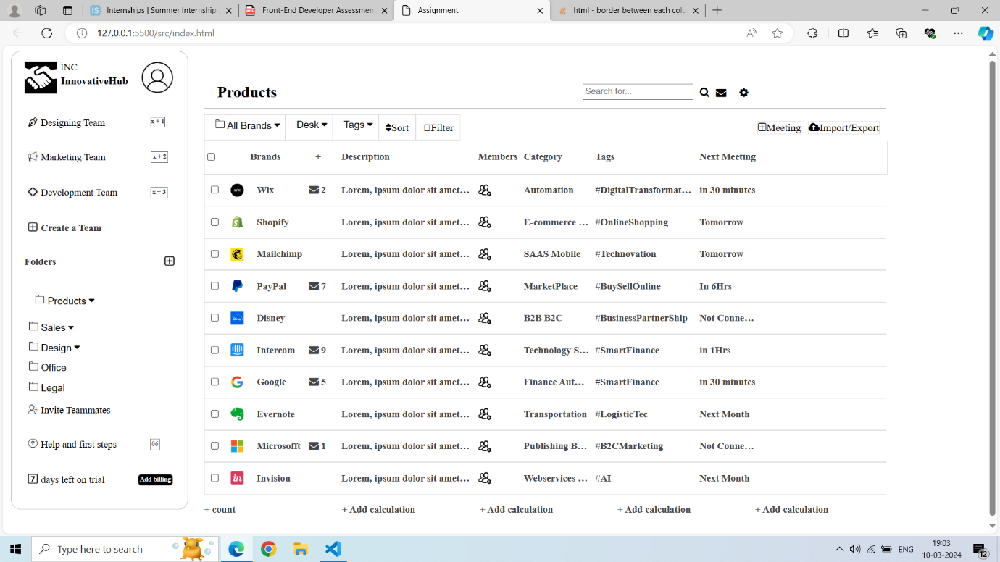 Internships | Summer Internship
Front-End Developer Assessment
Assignment
html - border between each colu
127.0.0.1:5500/src/index.html
INC
InnovativeHub
Designing Team x + 1
Marketing Team x + 2
Development Team x + 3
Create a Team
Folders
Products
Sales
Design
Office
Legal
Invite Teammates
Help and first steps 06
7 days left on trial Add billing
Products Search for...
All Brands Desk Tags Sort Filter Meeting Import/Export
Brands + Description Members Category Tags Next Meeting
Wix 2 Lorem, ipsum dolor sit amet... Automation #DigitalTransformat... in 30 minutes
Shopify Lorem, ipsum dolor sit amet... E-commerce ... #OnlineShopping Tomorrow
Mailchimp Lorem, ipsum dolor sit amet... SAAS Mobile #Technovation Tomorrow
PayPal 7 Lorem, ipsum dolor sit amet... MarketPlace #BuySellOnline In 6Hrs
Disney Lorem, ipsum dolor sit amet... B2B B2C #BusinessPartnerShip Not Conne...
Intercom 9 Lorem, ipsum dolor sit amet... Technology S... #SmartFinance in 1Hrs
Google 5 Lorem, ipsum dolor sit amet... Finance Aut... #SmartFinance in 30 minutes
Evernote Lorem, ipsum dolor sit amet... Transportation #LogisticTec Next Month
Microsofft 1 Lorem, ipsum dolor sit amet... Publishing B... #B2CMarketing Not Conne...
Invision Lorem, ipsum dolor sit amet... Webservices ... #AI Next Month
+ count + Add calculation + Add calculation + Add calculation + Add calculation
Type here to search
ENG
19:03
10-03-2024
12